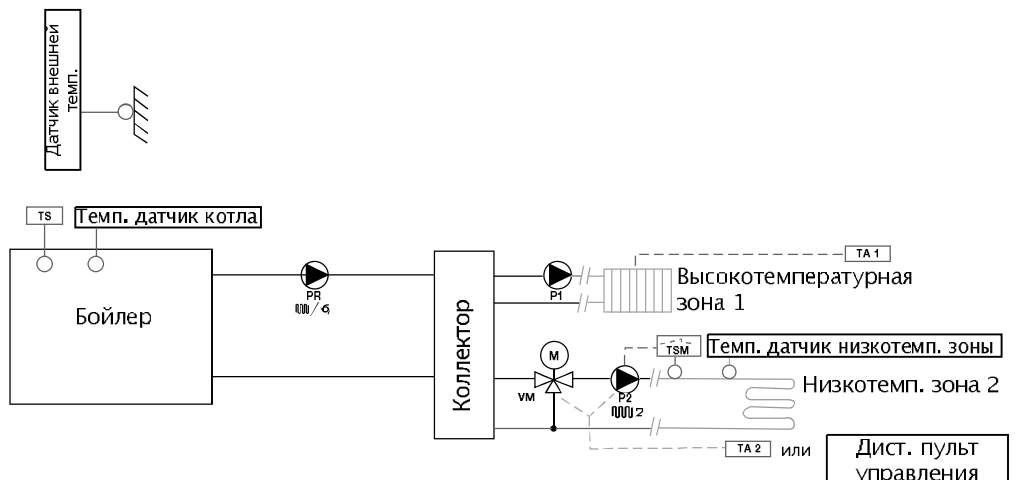 Датчик внешней
темп.
TS
Темп. датчик котла
Бойлер
PR
Коллектор
P1
TA 1
Высокотемпературная
зона 1
M
VM
P2
2
TSM
Темп. датчик низкотемп. зоны
Низкотемп. зона 2
TA 2 или
Дист. пульт
управления